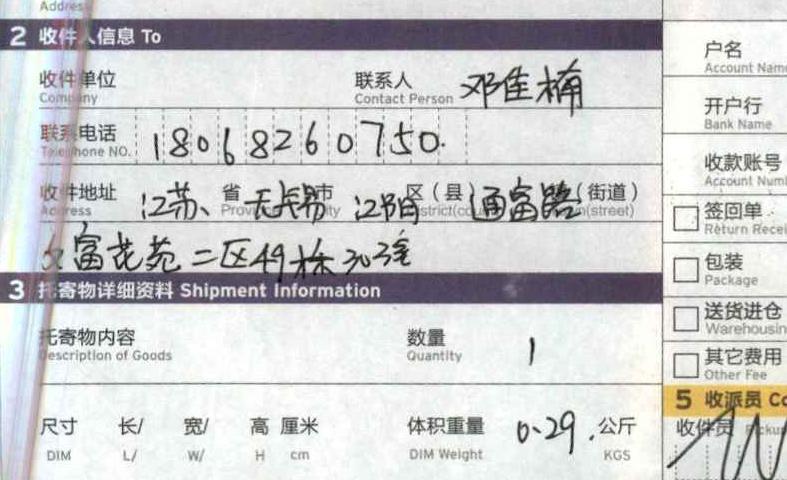 Address
2 收件人信息 To
收件单位 联系人 邓佳楠
Company Contact Person
联系电话 18068260750.
Telephone NO.
收件地址 江苏、省 无锡市 江阴 区(县) 通富路(街道)
Address Province City District(county) (street)
富花苑二区49栋303室
3 托寄物详细资料 Shipment Information
托寄物内容 数量 1
Description of Goods Quantity
尺寸 长/ 宽/ 高 厘米 体积重量 0.29.公斤
DIM L/ W/ H cm DIM Weight KGS
户名
Account Name
开户行
Bank Name
收款账号
Account Num
签回单
Return Recei
包装
Package
送货进仓
Warehousin
其它费用
Other Fee
5 收派员 Co
收件员 Pickup